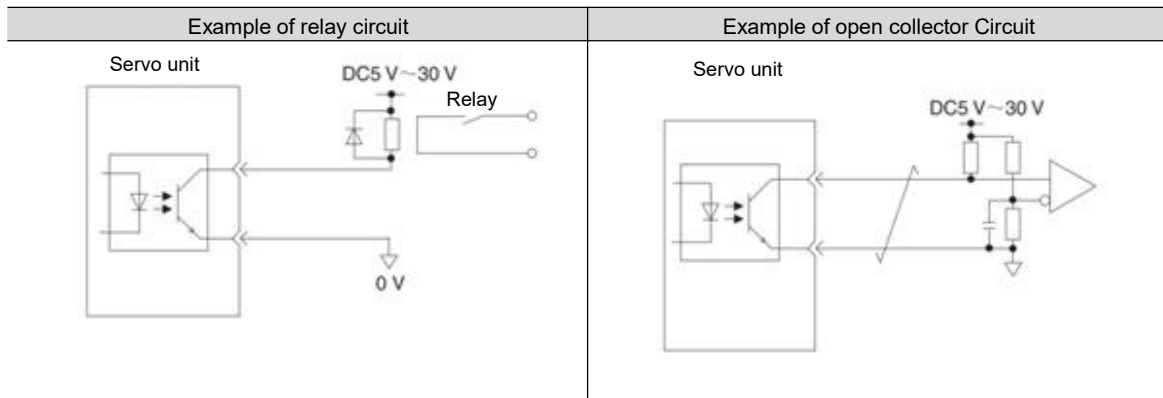 Example of relay circuit
Example of open collector Circuit
Servo unit
DC5 V～30 V
Relay
0 V
Servo unit
DC5 V～30 V